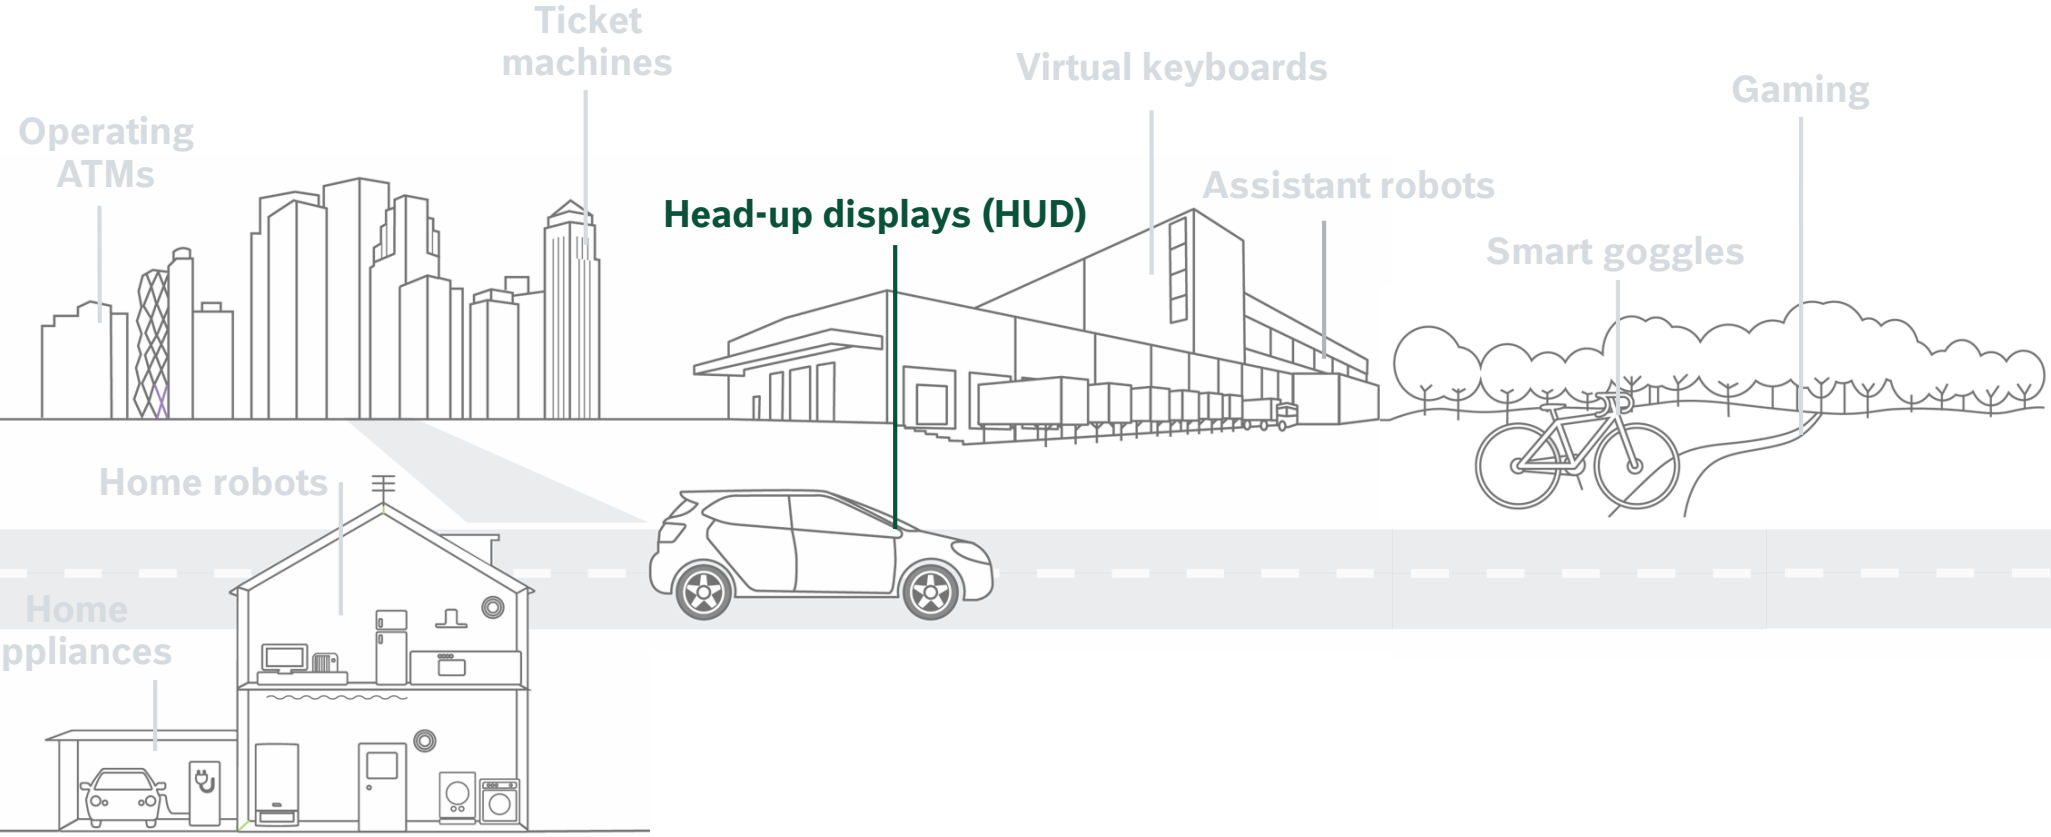 Ticket
machines
Virtual keyboards
Gaming
Operating
ATMs
Assistant robots
Head-up displays (HUD)
Smart goggles
Home robots
Home
ppliances